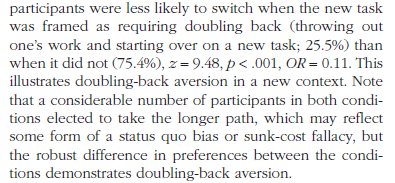 participants were less likely to switch when the new task
was framed as requiring doubling back (throwing out
one's work and starting over on a new task; 25.5%) than
when it did not (75.4%), z = 9.48, p < .001, OR = 0.11. This
illustrates doubling-back aversion in a new context. Note
that a considerable number of participants in both condi-
tions elected to take the longer path, which may reflect
some form of a status quo bias or sunk-cost fallacy, but
the robust difference in preferences between the condi-
tions demonstrates doubling-back aversion.